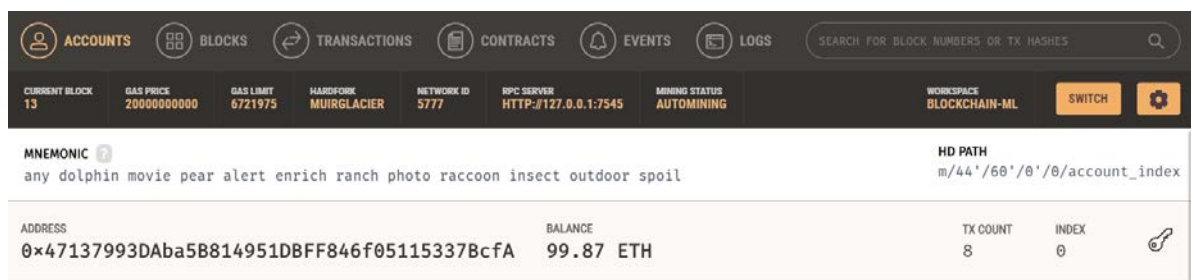 ACCOUNTS BLOCKS TRANSACTIONS CONTRACTS EVENTS LOGS SEARCH FOR BLOCK NUMBERS OR TX HASHES
CURRENT BLOCK GAS PRICE GAS LIMIT HARDFORK NETWORK ID RPC SERVER MINING STATUS WORKSPACE
13 20000000000 6721975 MUIRGLACIER 5777 HTTP://127.0.0.1:7545 AUTOMINING BLOCKCHAIN-ML SWITCH
MNEMONIC ? HD PATH
any dolphin movie pear alert enrich ranch photo raccoon insect outdoor spoil m/44'/60'/0'/0/account_index
ADDRESS BALANCE TX COUNT INDEX
0×47137993DAba5B814951DBFF846f05115337BcfA 99.87 ETH 8 0